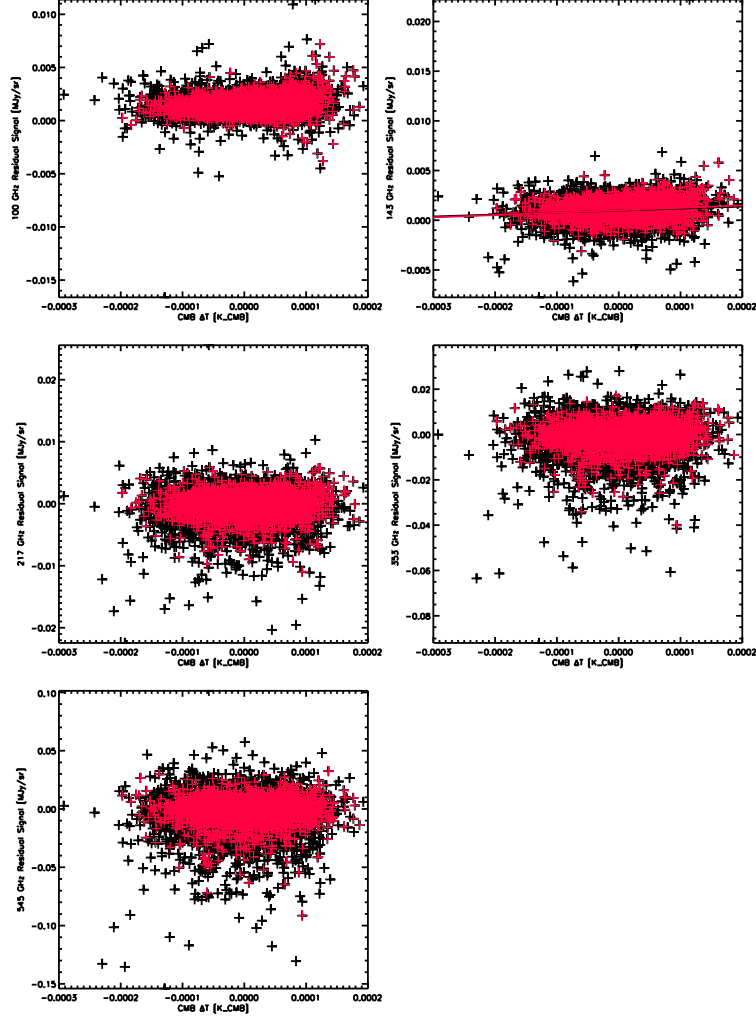 0.010
0.005
0.000
-0.005
-0.010
-0.015
100 GHz Residual Signal [MJy/sr]
-0.0003 -0.0002 -0.0001 0.0000 0.0001 0.0002
CMB ΔT [K_CMB]
0.020
0.015
0.010
0.005
0.000
-0.005
143 GHz Residual Signal [MJy/sr]
-0.0003 -0.0002 -0.0001 0.0000 0.0001 0.0002
CMB ΔT [K_CMB]
0.02
0.01
0.00
-0.01
-0.02
217 GHz Residual Signal [MJy/sr]
-0.0003 -0.0002 -0.0001 0.0000 0.0001 0.0002
CMB ΔT [K_CMB]
0.02
0.00
-0.02
-0.04
-0.06
-0.08
353 GHz Residual Signal [MJy/sr]
-0.0003 -0.0002 -0.0001 0.0000 0.0001 0.0002
CMB ΔT [K_CMB]
0.10
0.05
0.00
-0.05
-0.10
-0.15
545 GHz Residual Signal [MJy/sr]
-0.0003 -0.0002 -0.0001 0.0000 0.0001 0.0002
CMB ΔT [K_CMB]